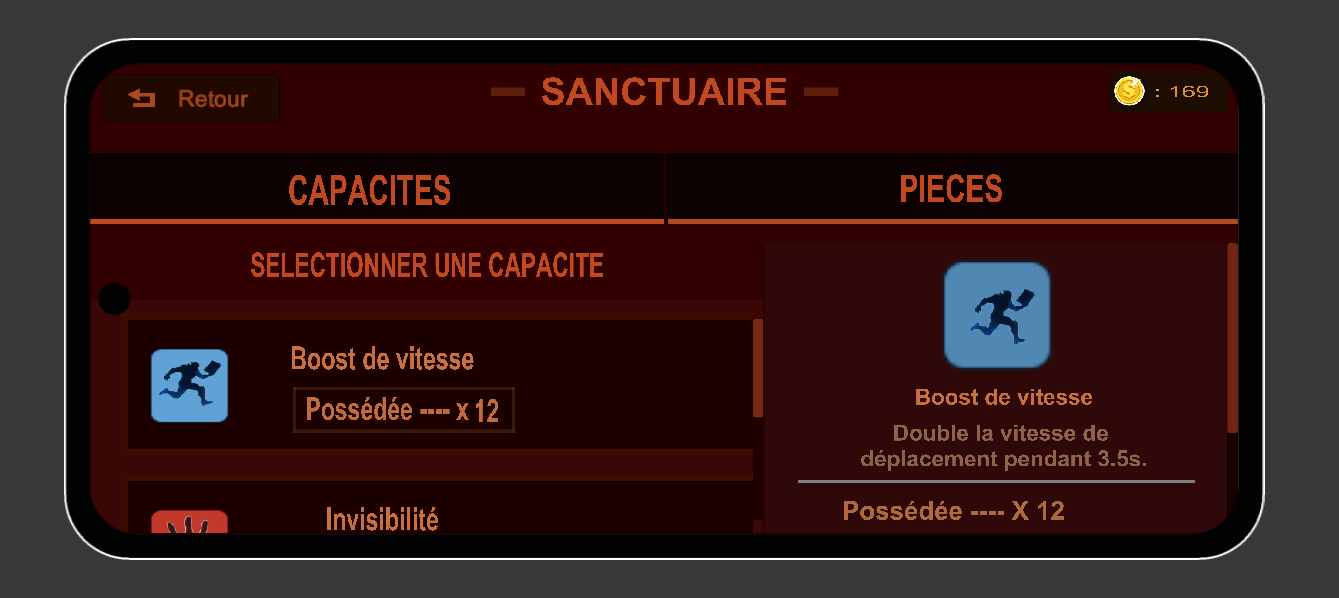 Retour
SANCTUAIRE
: 169
CAPACITES
PIECES
SELECTIONNER UNE CAPACITE
Boost de vitesse
Possédée ---- x 12
Invisibilité
Boost de vitesse
Double la vitesse de
déplacement pendant 3.5s.
Possédée ---- X 12